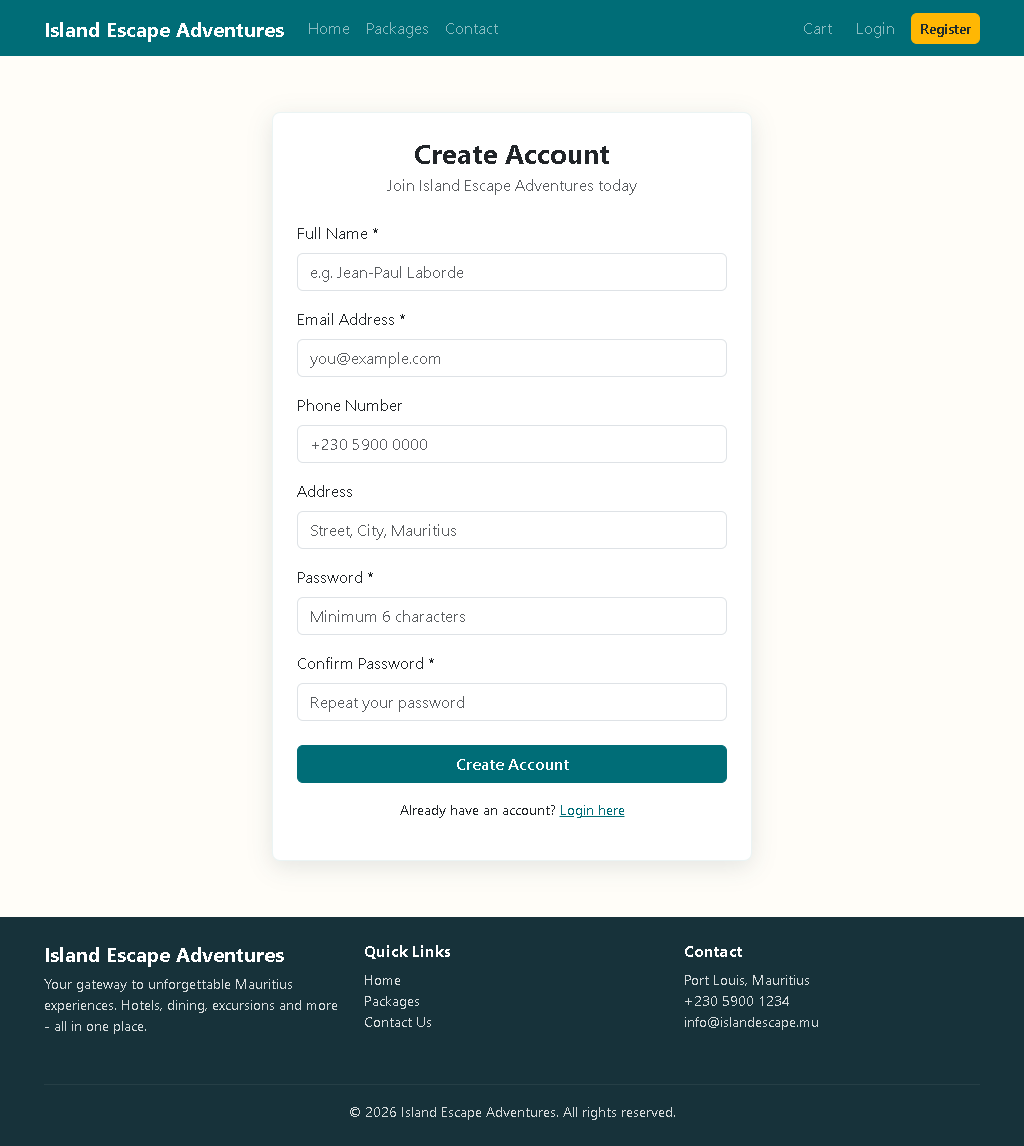 Island Escape Adventures Home Packages Contact Cart Login Register
Create Account
Join Island Escape Adventures today
Full Name *
e.g. Jean-Paul Laborde
Email Address *
you@example.com
Phone Number
+230 5900 0000
Address
Street, City, Mauritius
Password *
Minimum 6 characters
Confirm Password *
Repeat your password
Create Account
Already have an account? Login here
Island Escape Adventures
Your gateway to unforgettable Mauritius
experiences. Hotels, dining, excursions and more
- all in one place.
Quick Links
Home
Packages
Contact Us
Contact
Port Louis, Mauritius
+230 5900 1234
info@islandescape.mu
© 2026 Island Escape Adventures. All rights reserved.